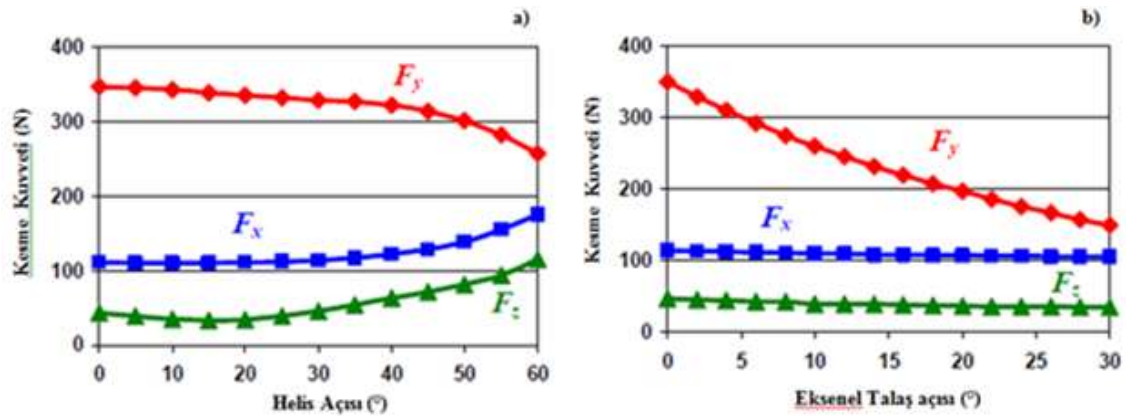 a)
400
300
200
100
0
Kesme Kuvveti (N)
Fy
Fx
Fz
0 10 20 30 40 50 60
Helis Açısı (°)
b)
400
300
200
100
0
Kesme Kuvveti (N)
Fy
Fx
Fz
0 5 10 15 20 25 30
Eksenel Talaş açısı (°)